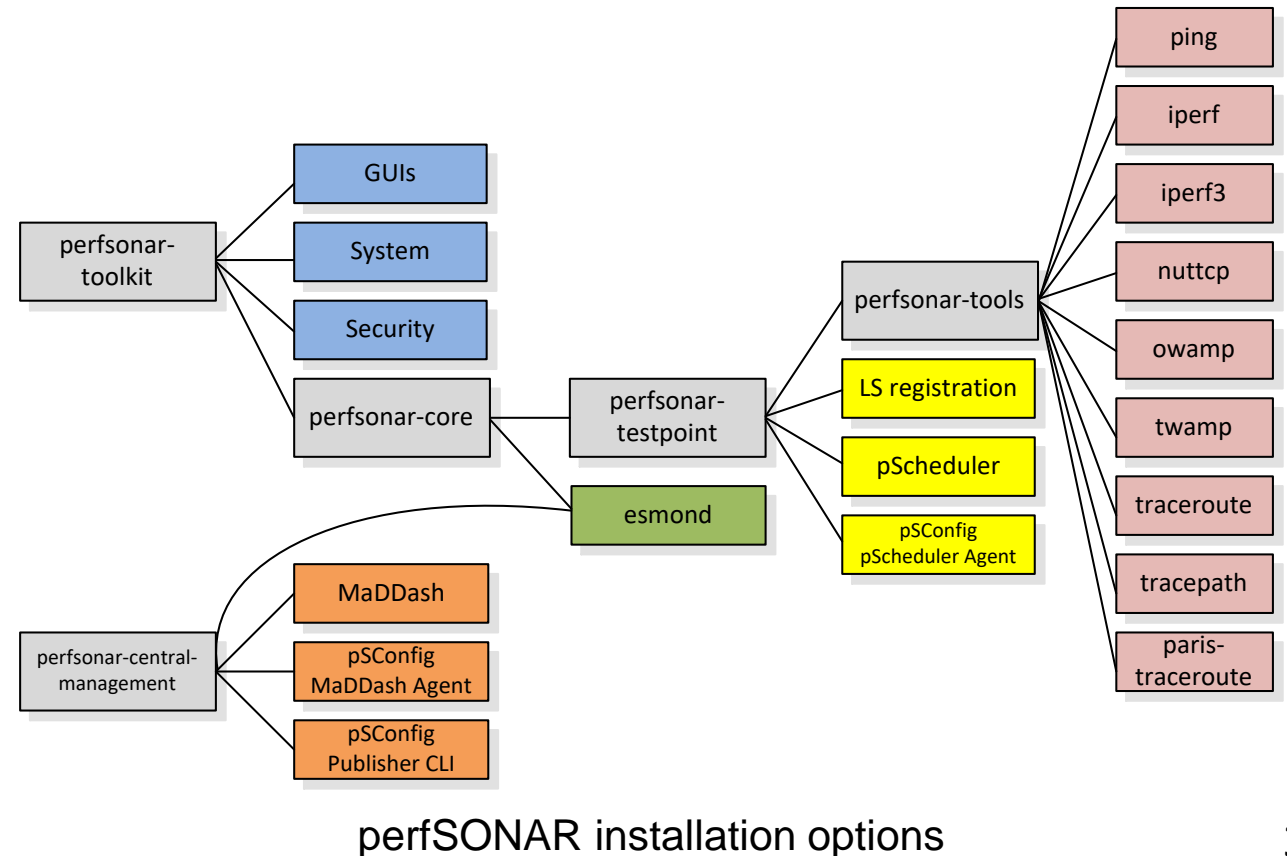 perfsonar-
toolkit
GUIs
System
Security
perfsonar-core
perfsonar-
testpoint
esmond
perfsonar-tools
LS registration
pScheduler
pSConfig
pScheduler Agent
ping
iperf
iperf3
nuttcp
owamp
twamp
traceroute
tracepath
paris-
traceroute
perfsonar-central-
management
MaDDash
pSConfig
MaDDash Agent
pSConfig
Publisher CLI
perfSONAR installation options